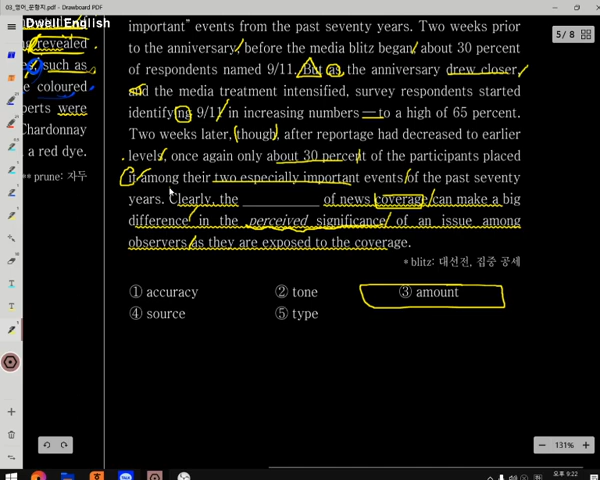 03_영어_문항지.pdf - Drawboard PDF
Dwell English
5 / 8
revealed
such as
e coloured
perts were
Chardonnay
a red dye.
** prune: 자두
important” events from the past seventy years. Two weeks prior
to the anniversary, before the media blitz began, about 30 percent
of respondents named 9/11. But as the anniversary drew closer,
and the media treatment intensified, survey respondents started
identifying 9/11 in increasing numbers — to a high of 65 percent.
Two weeks later, though, after reportage had decreased to earlier
levels, once again only about 30 percent of the participants placed
it among their two especially important events of the past seventy
years. Clearly, the __________ of news coverage can make a big
difference in the perceived significance of an issue among
observers as they are exposed to the coverage.
* blitz: 대선전, 집중 공세
① accuracy ② tone ③ amount
④ source ⑤ type
131%
오후 9:22